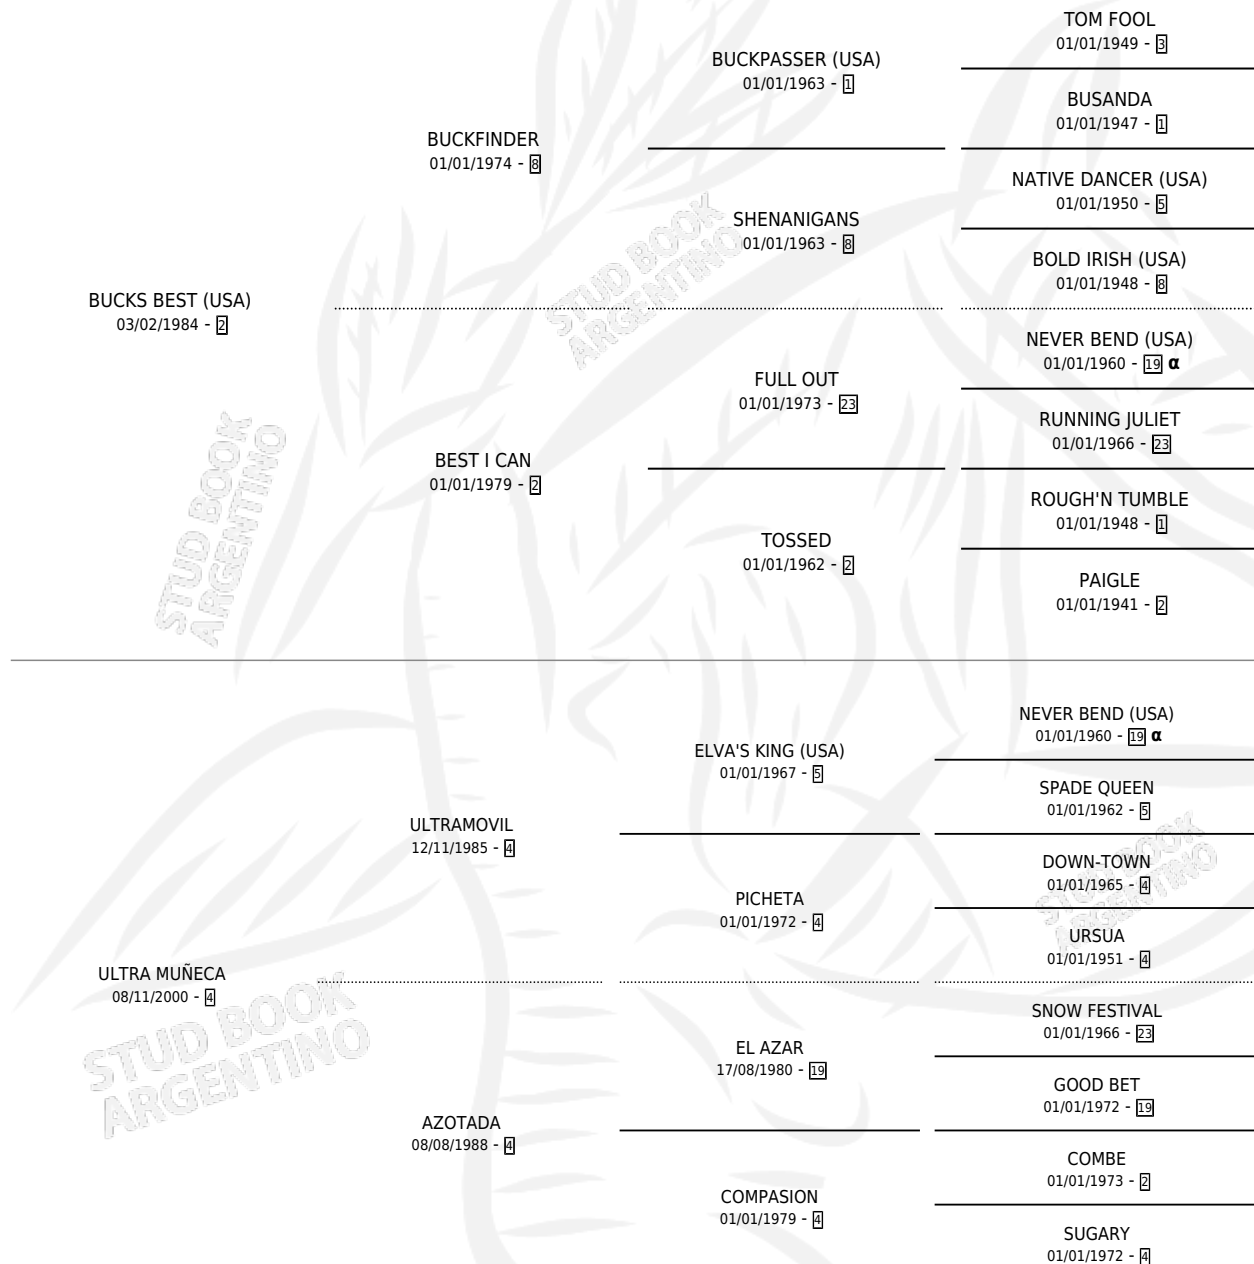 TOM FOOL
01/01/1949 - 3
BUCKPASSER (USA)
01/01/1963 - 1
BUSANDA
01/01/1947 - 1
BUCKFINDER
01/01/1974 - 8
NATIVE DANCER (USA)
01/01/1950 - 5
SHENANIGANS
01/01/1963 - 8
BOLD IRISH (USA)
01/01/1948 - 8
STUD BOOK
ARGENTINO
BUCKS BEST (USA)
03/02/1984 - 2
NEVER BEND (USA)
01/01/1960 - 19 α
FULL OUT
01/01/1973 - 23
RUNNING JULIET
01/01/1966 - 23
BEST I CAN
01/01/1979 - 2
STUD BOOK
ARGENTINO
ROUGH'N TUMBLE
01/01/1948 - 1
TOSSED
01/01/1962 - 2
PAIGLE
01/01/1941 - 2
NEVER BEND (USA)
01/01/1960 - 19 α
ELVA'S KING (USA)
01/01/1967 - 5
SPADE QUEEN
01/01/1962 - 5
ULTRAMOVIL
12/11/1985 - 4
DOWN-TOWN
01/01/1965 - 4
STUD BOOK
ARGENTINO
PICHETA
01/01/1972 - 4
URSUA
01/01/1951 - 4
ULTRA MUÑECA
08/11/2000 - 4
STUD BOOK
ARGENTINO
SNOW FESTIVAL
01/01/1966 - 23
EL AZAR
17/08/1980 - 19
GOOD BET
01/01/1972 - 19
AZOTADA
08/08/1988 - 4
COMBE
01/01/1973 - 2
COMPASION
01/01/1979 - 4
SUGARY
01/01/1972 - 4